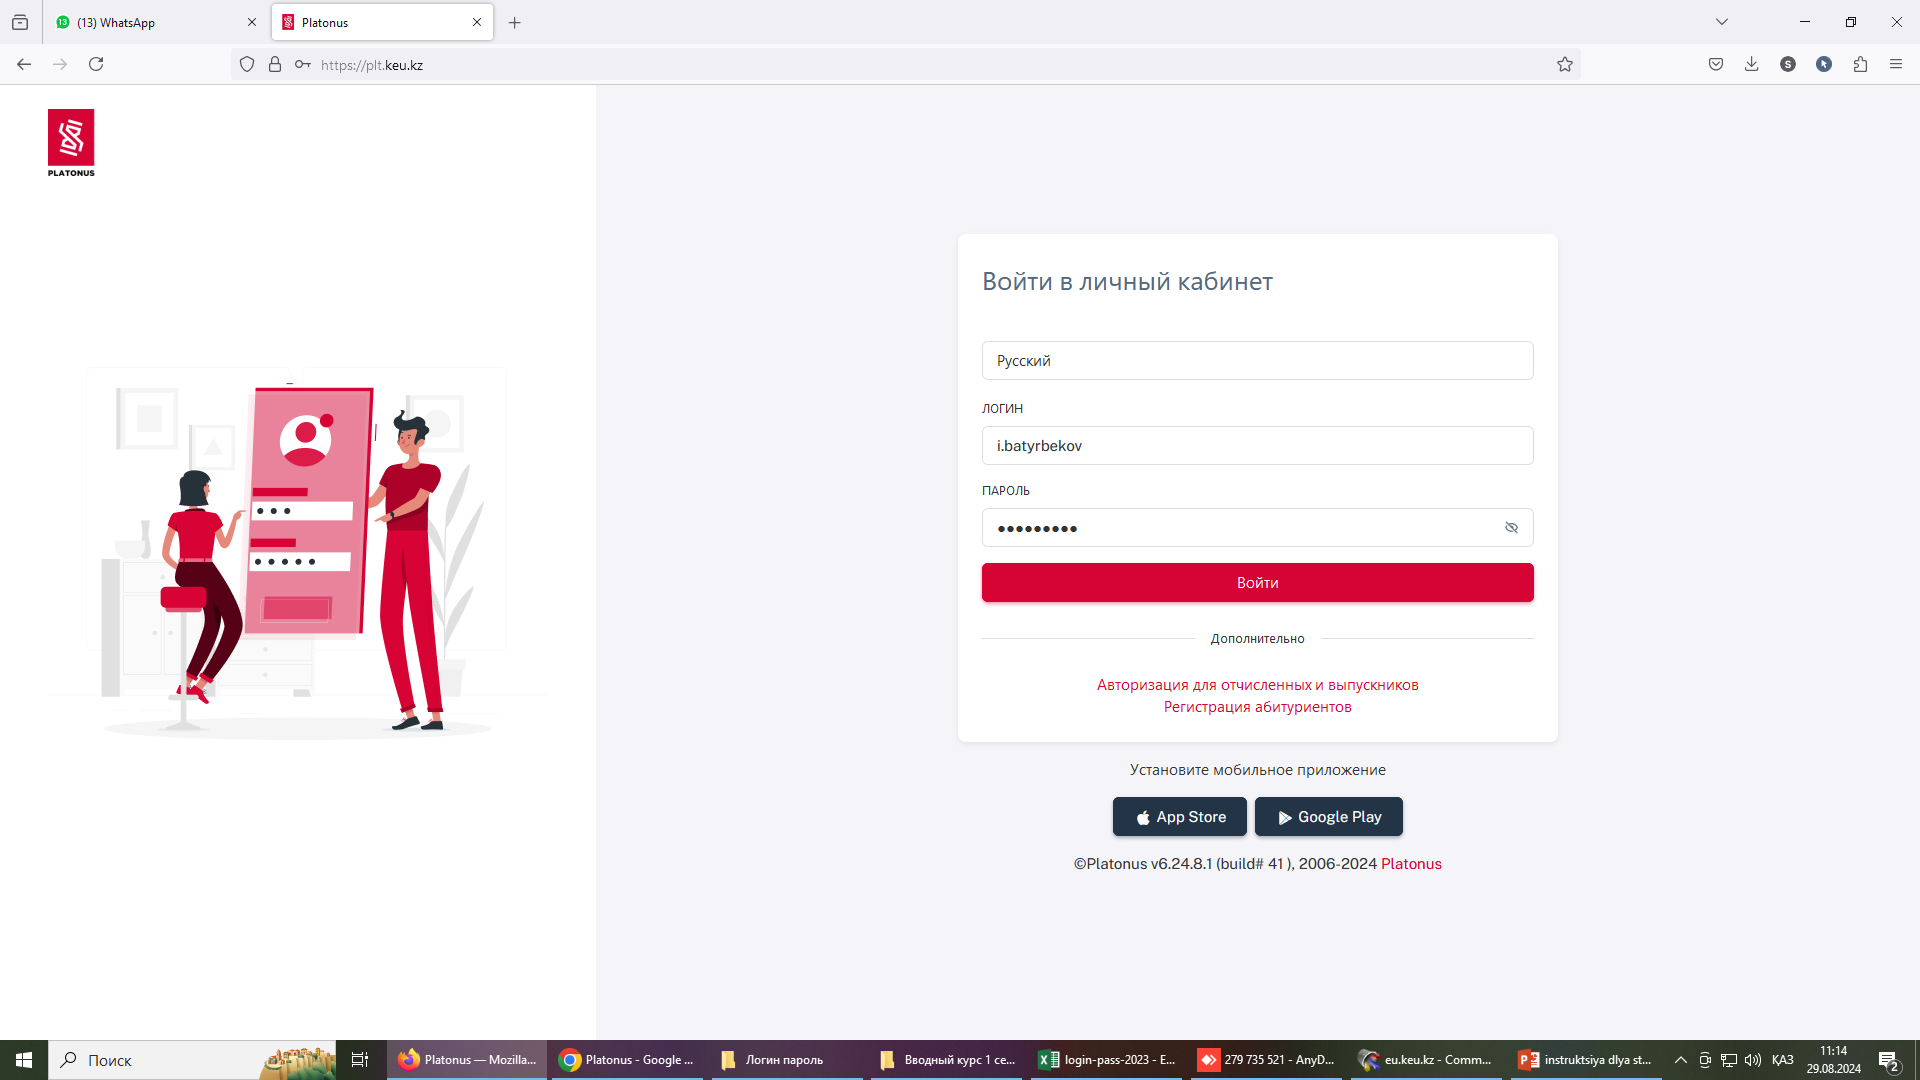 (13) WhatsApp
Platonus
https://plt.keu.kz
PLATONUS
Войти в личный кабинет
Русский
ЛОГИН
i.batyrbekov
ПАРОЛЬ
Войти
Дополнительно
Авторизация для отчисленных и выпускников
Регистрация абитуриентов
Установите мобильное приложение
App Store
Google Play
©Platonus v6.24.8.1 (build# 41 ), 2006-2024 Platonus
Поиск
Platonus — Mozilla...
Platonus - Google ...
Логин пароль
Вводный курс 1 се...
login-pass-2023 - E...
279 735 521 - AnyD...
eu.keu.kz - Comm...
instruktsiya dlya st...
ҚАЗ
11:14
29.08.2024
2